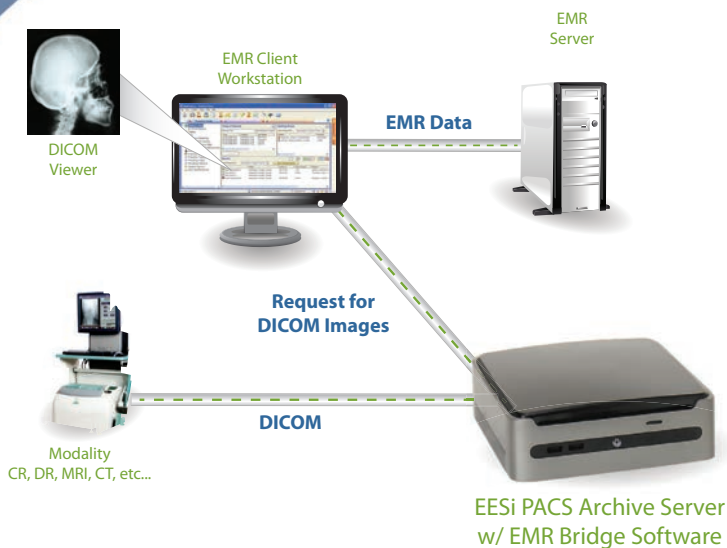 EMR
Server
EMR Client
Workstation
EMR Data
DICOM
Viewer
Request for
DICOM Images
DICOM
Modality
CR, DR, MRI, CT, etc...
EESi PACS Archive Server
w/ EMR Bridge Software